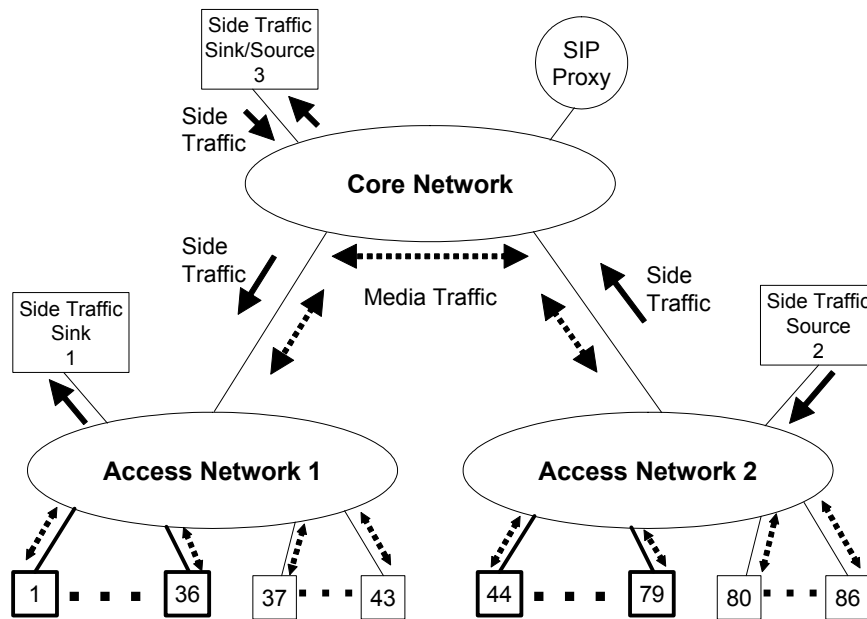 Side Traffic
Sink/Source
3
SIP
Proxy
Side
Traffic
Core Network
Side
Traffic
Media Traffic
Side
Traffic
Side Traffic
Sink
1
Side Traffic
Source
2
Access Network 1
Access Network 2
1
36
37
43
44
79
80
86